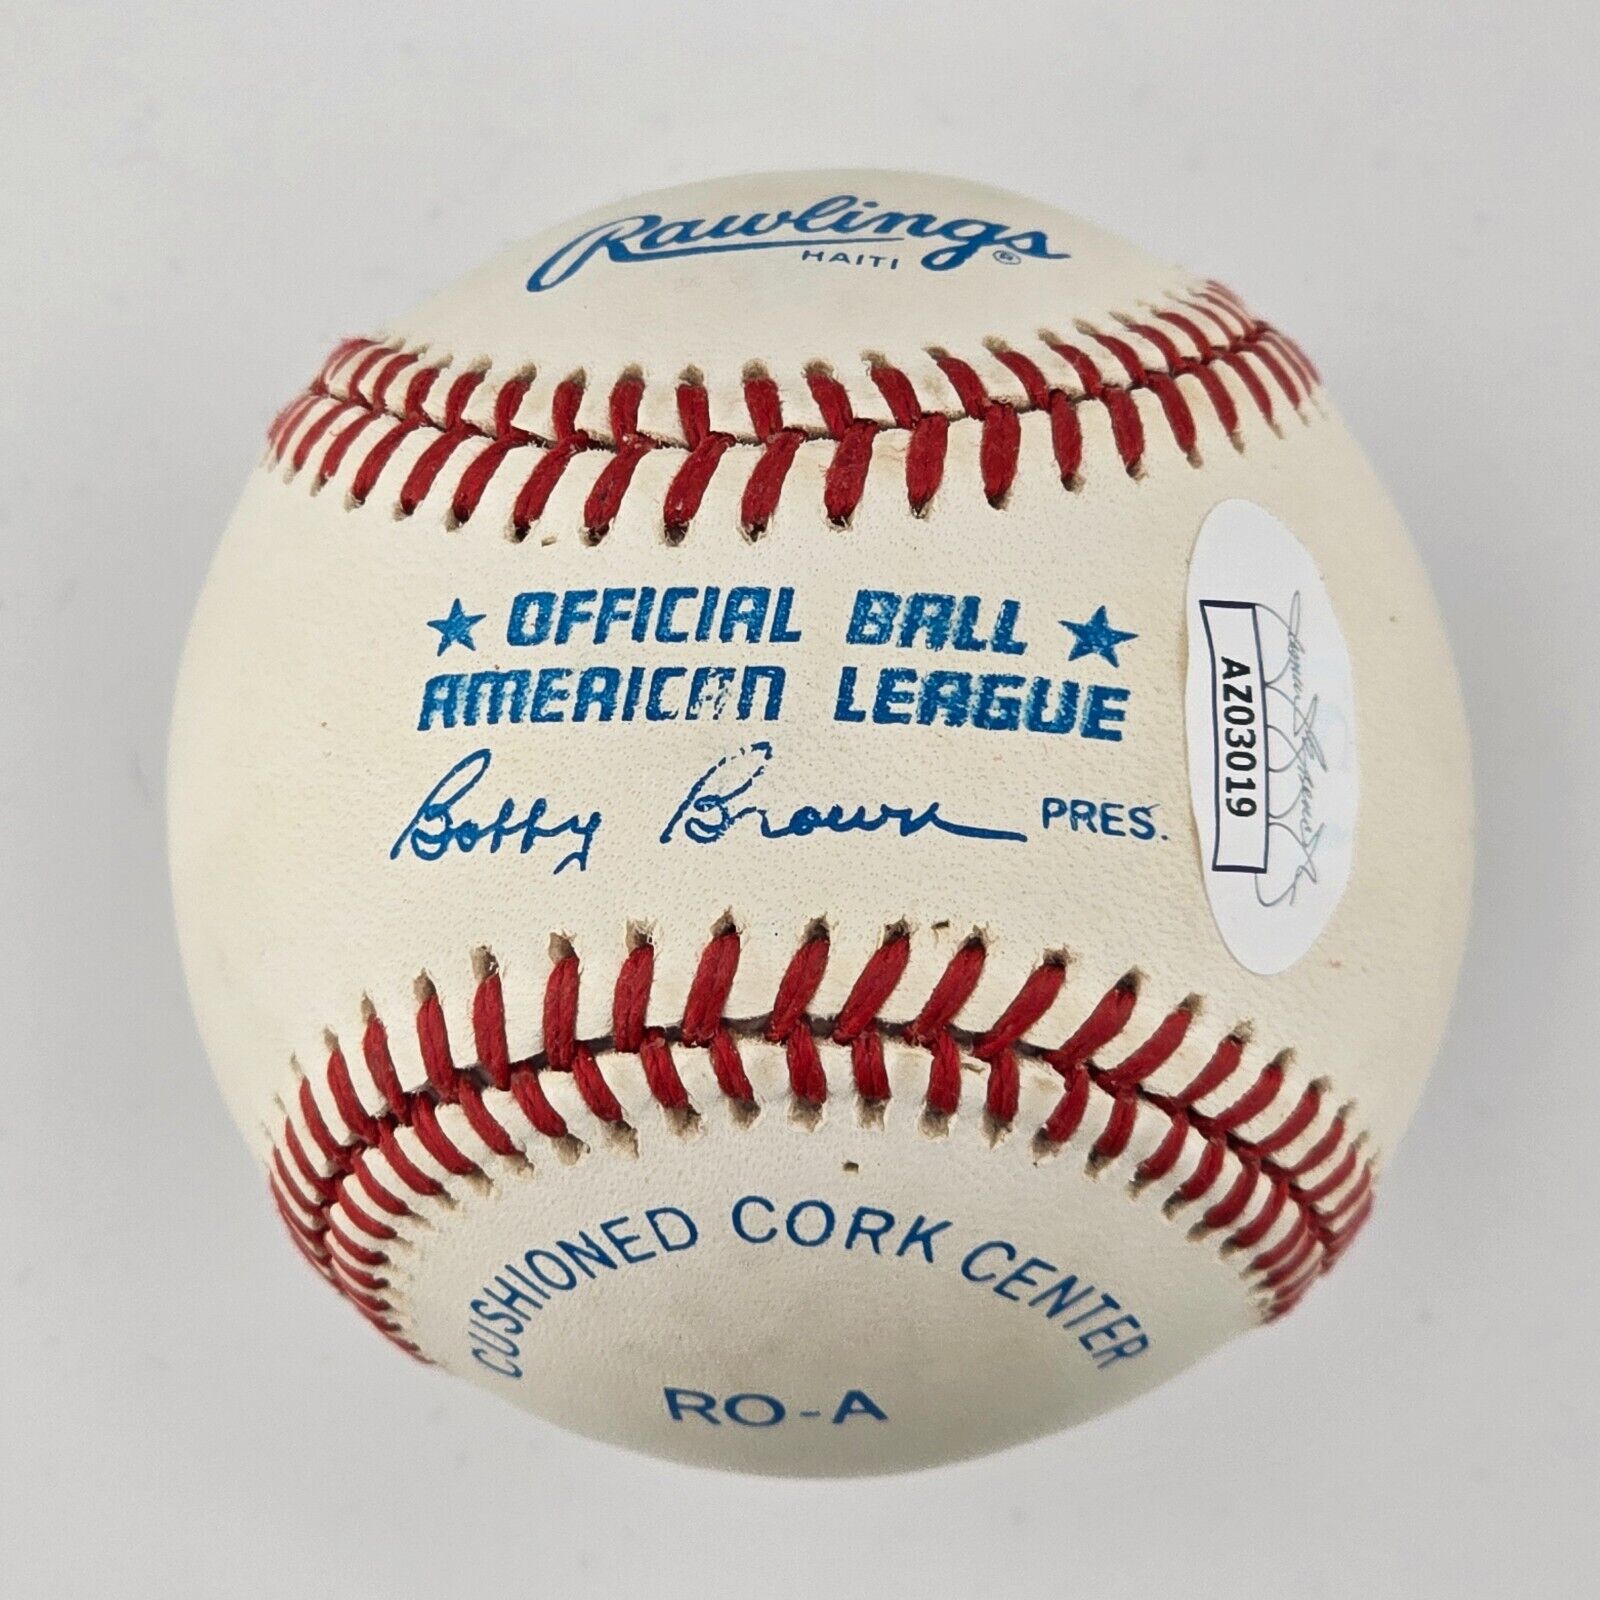 Rawlings®
HAITI
★ OFFICIAL BALL ★
AMERICAN LEAGUE
Bobby Brown PRES.
AZ03019
CUSHIONED CORK CENTER
RO-A